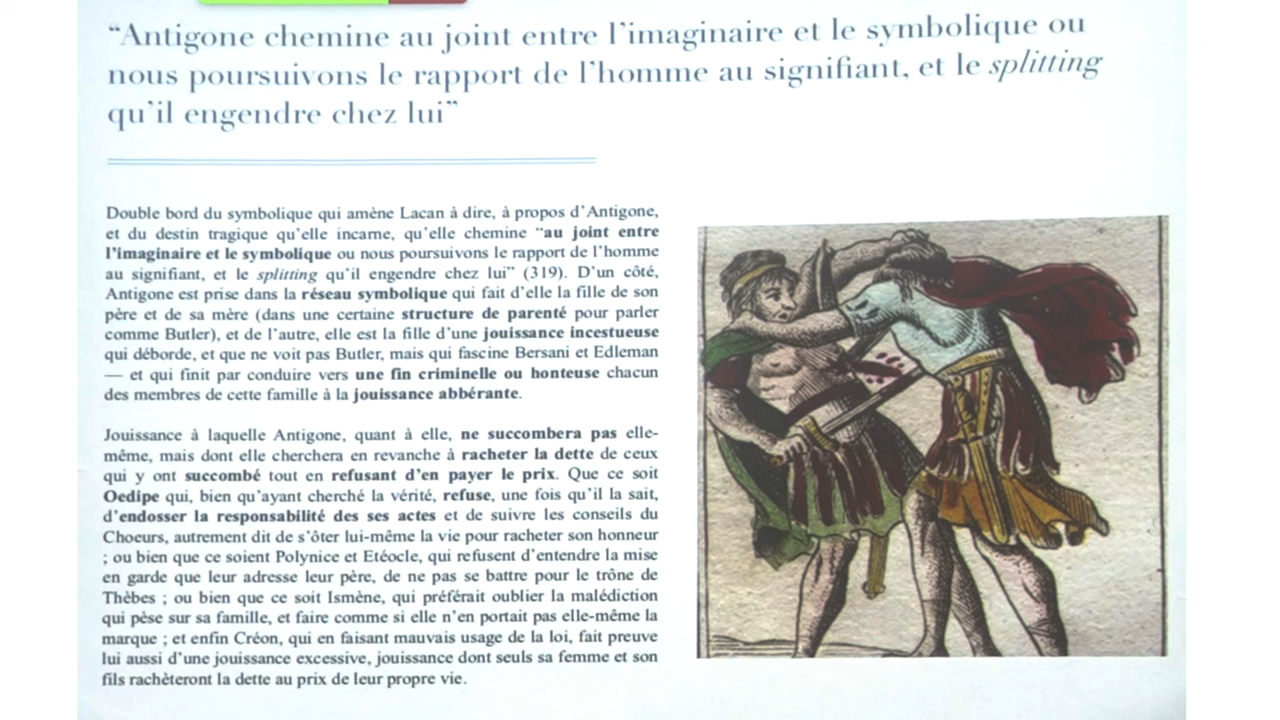 “Antigone chemine au joint entre l’imaginaire et le symbolique ou
nous poursuivons le rapport de l’homme au signifiant, et le splitting
qu’il engendre chez lui”
Double bord du symbolique qui amène Lacan à dire, à propos d’Antigone,
et du destin tragique qu’elle incarne, qu’elle chemine “au joint entre
l’imaginaire et le symbolique ou nous poursuivons le rapport de l’homme
au signifiant, et le splitting qu’il engendre chez lui” (319). D’un côté,
Antigone est prise dans la réseau symbolique qui fait d’elle la fille de son
père et de sa mère (dans une certaine structure de parenté pour parler
comme Butler), et de l’autre, elle est la fille d’une jouissance incestueuse
qui déborde, et que ne voit pas Butler, mais qui fascine Bersani et Edleman
— et qui finit par conduire vers une fin criminelle ou honteuse chacun
des membres de cette famille à la jouissance abbérante.
Jouissance à laquelle Antigone, quant à elle, ne succombera pas elle-
même, mais dont elle cherchera en revanche à racheter la dette de ceux
qui y ont succombé tout en refusant d’en payer le prix. Que ce soit
Oedipe qui, bien qu’ayant cherché la vérité, refuse, une fois qu’il la sait,
d’endosser la responsabilité des ses actes et de suivre les conseils du
Choeurs, autrement dit de s’ôter lui-même la vie pour racheter son honneur
; ou bien que ce soient Polynice et Etéocle, qui refusent d’entendre la mise
en garde que leur adresse leur père, de ne pas se battre pour le trône de
Thèbes ; ou bien que ce soit Ismène, qui préférait oublier la malédiction
qui pèse sur sa famille, et faire comme si elle n’en portait pas elle-même la
marque ; et enfin Créon, qui en faisant mauvais usage de la loi, fait preuve
lui aussi d’une jouissance excessive, jouissance dont seuls sa femme et son
fils rachèteront la dette au prix de leur propre vie.